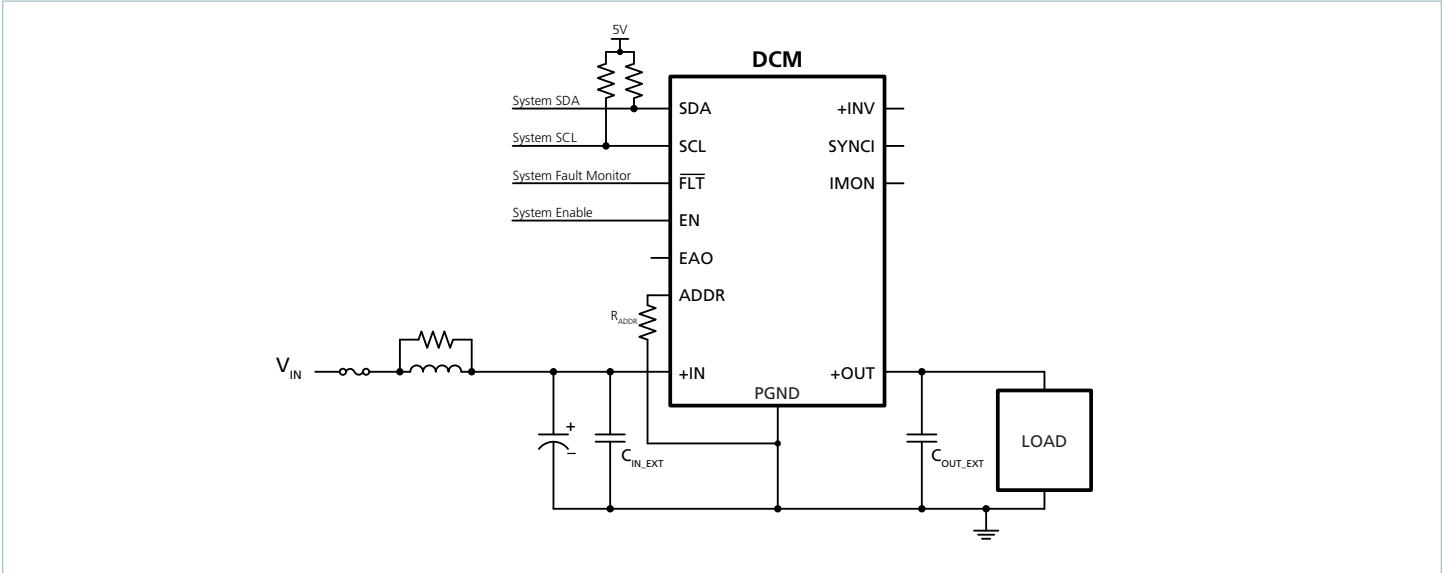 5V
DCM
System SDA
SDA
+INV
System SCL
SCL
SYNCI
System Fault Monitor
FLT
IMON
System Enable
EN
EAO
ADDR
RADDR
VIN
+IN
+OUT
PGND
+
–
CIN_EXT
COUT_EXT
LOAD